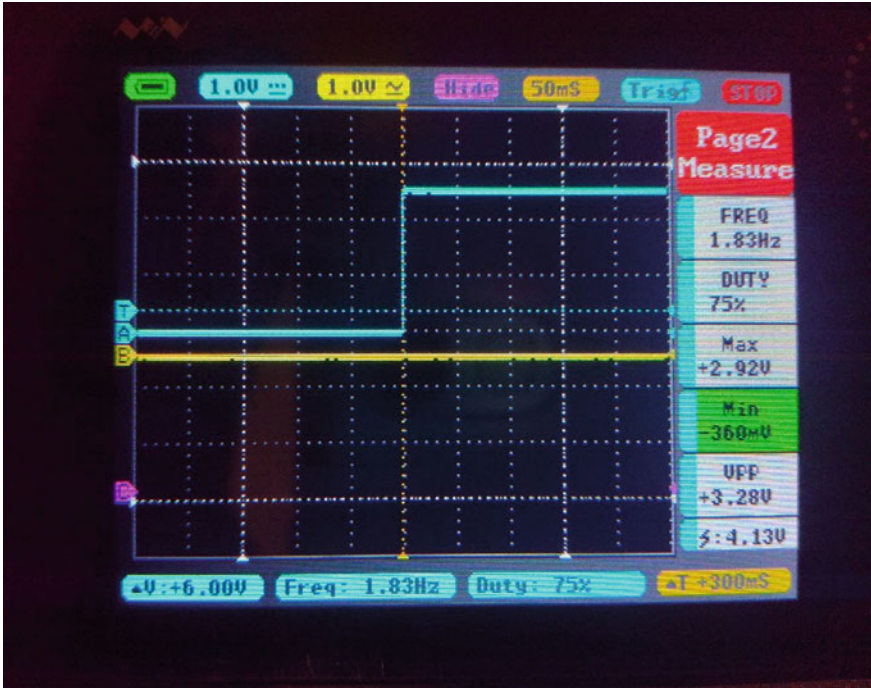 1.0V 1.0V Hide 50mS Trigd STOP
Page2
Measure
FREQ
1.83Hz
DUTY
75%
T
A
Max
+2.92V
B
Min
-360mV
VPP
+3.28V
:4.13V
▲V:+6.00V Freq: 1.83Hz Duty: 75% ▲T +300mS